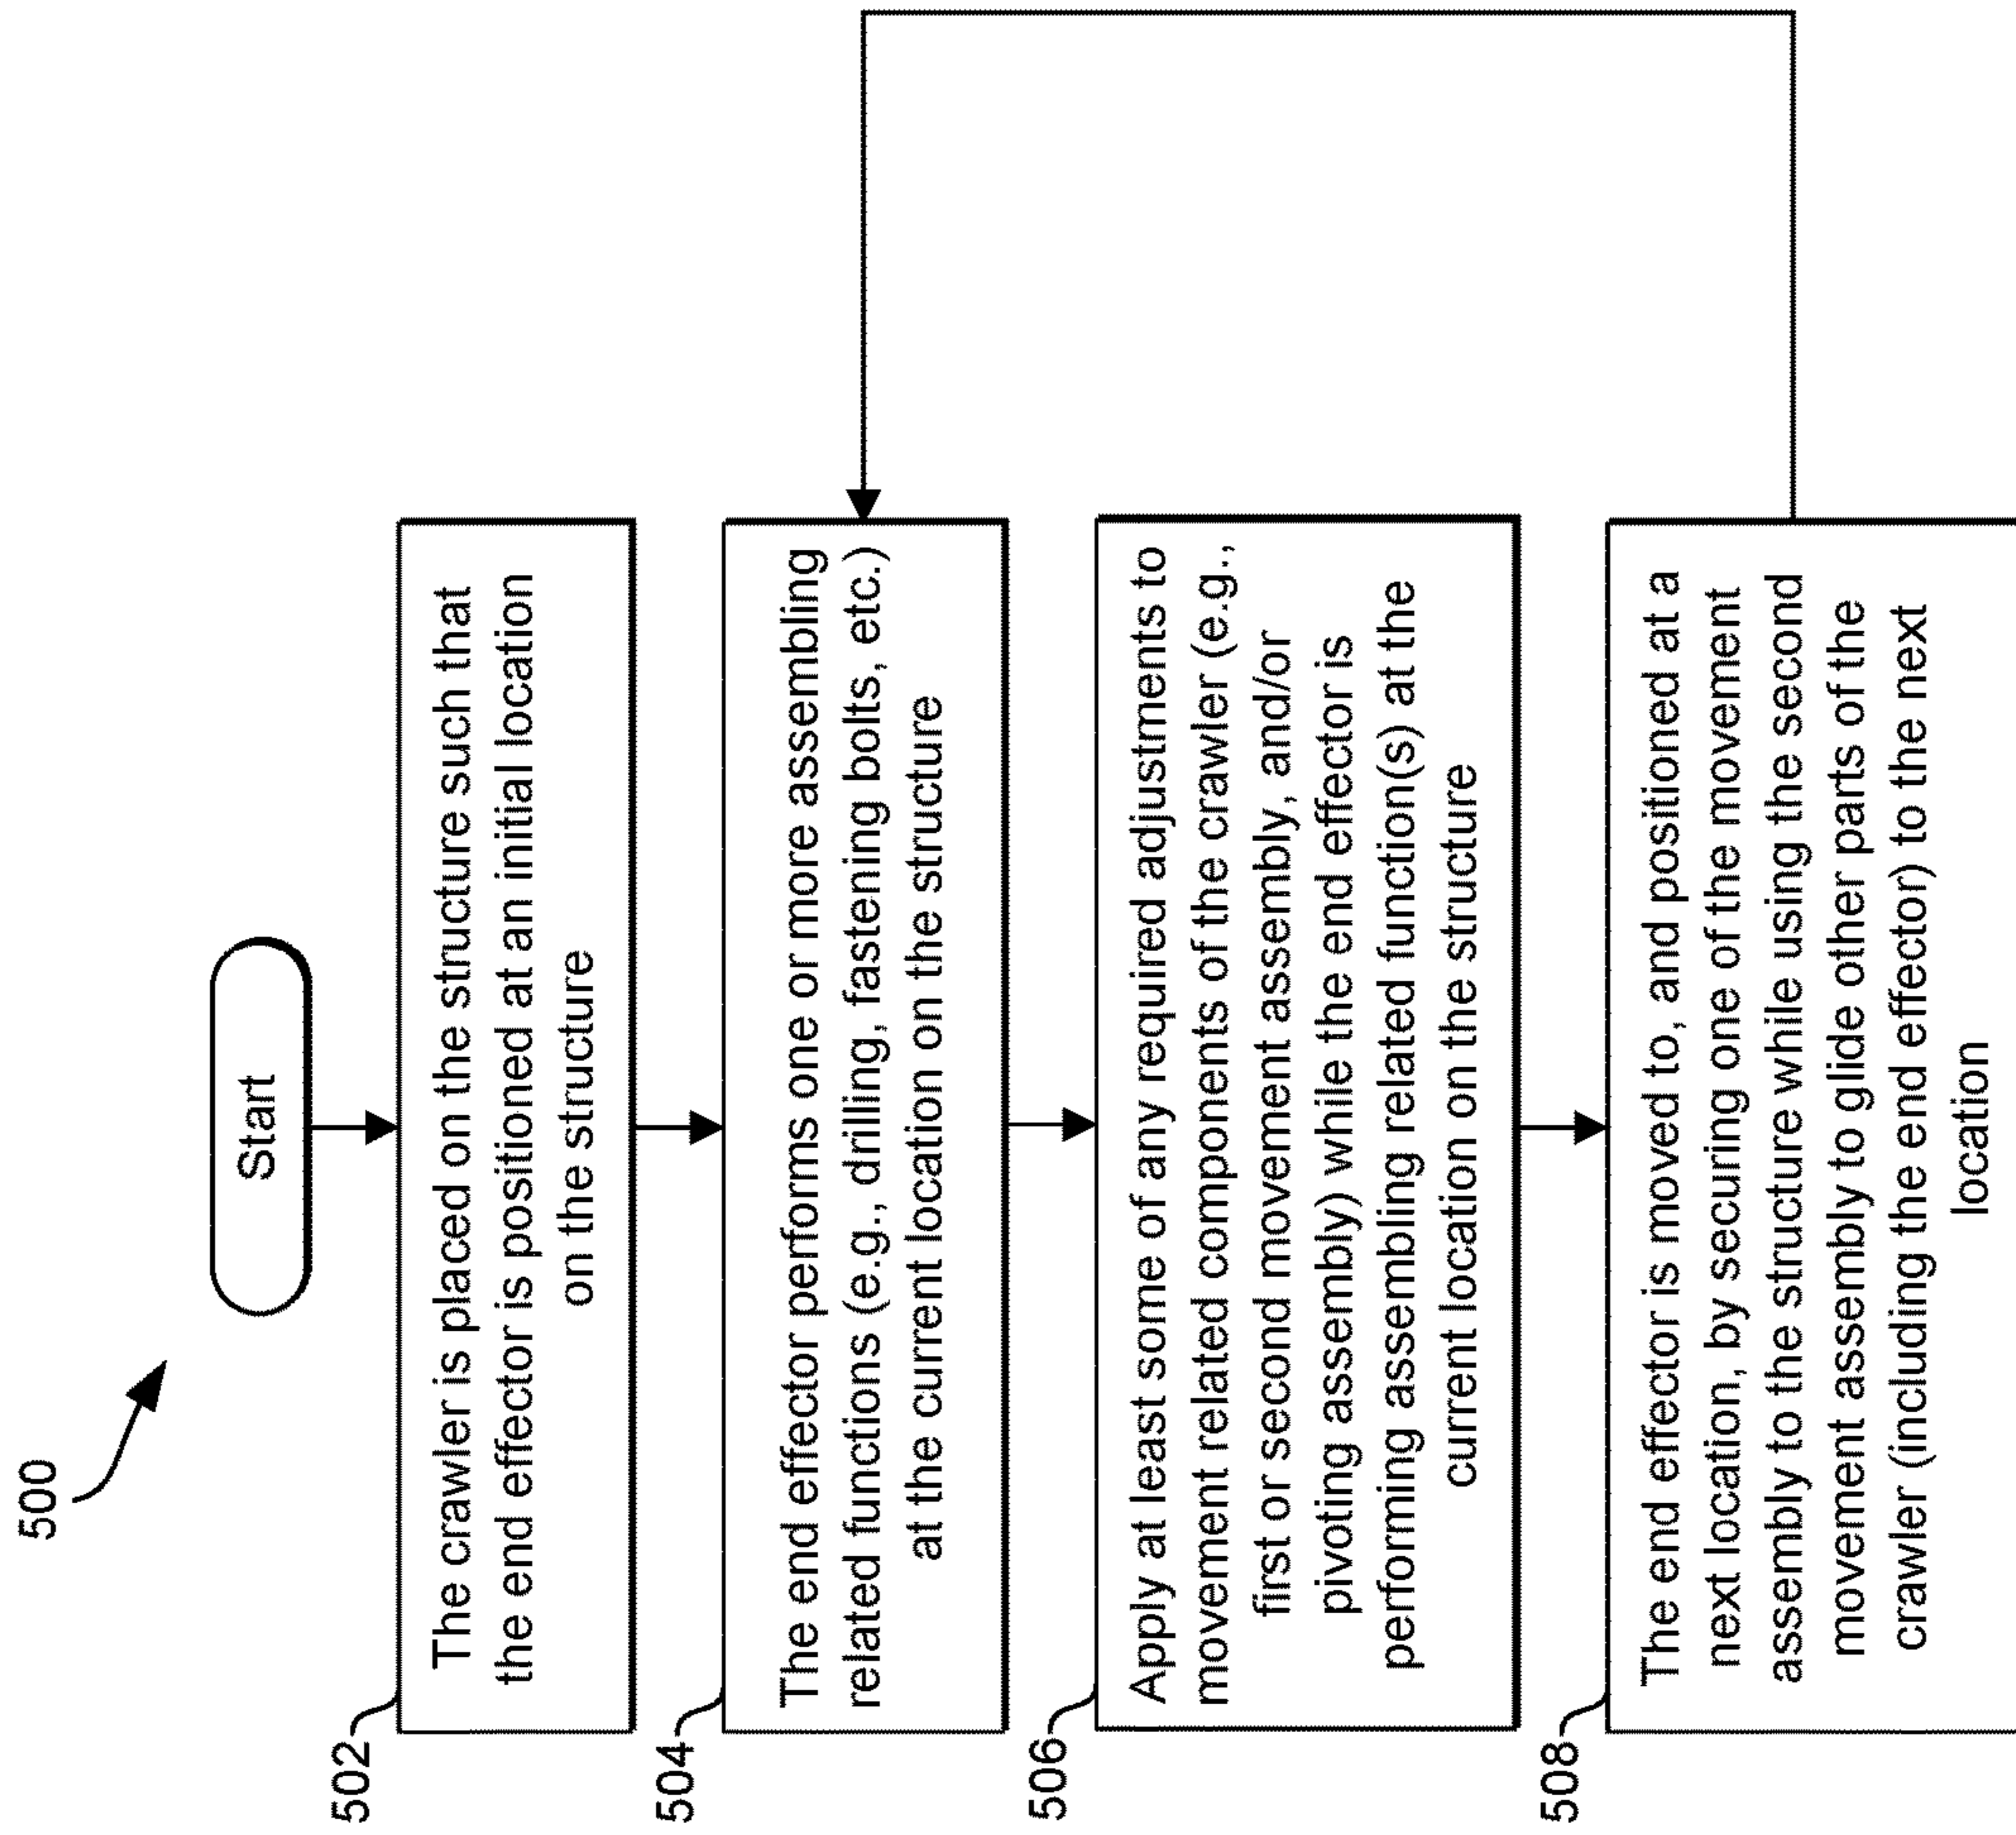 500
Start
502
The crawler is placed on the structure such that
the end effector is positioned at an initial location
on the structure
504
The end effector performs one or more assembling
related functions (e.g., drilling, fastening bolts, etc.)
at the current location on the structure
506
Apply at least some of any required adjustments to
movement related components of the crawler (e.g.,
first or second movement assembly, and/or
pivoting assembly) while the end effector is
performing assembling related function(s) at the
current location on the structure
508
The end effector is moved to, and positioned at a
next location, by securing one of the movement
assembly to the structure while using the second
movement assembly to glide other parts of the
crawler (including the end effector) to the next
location